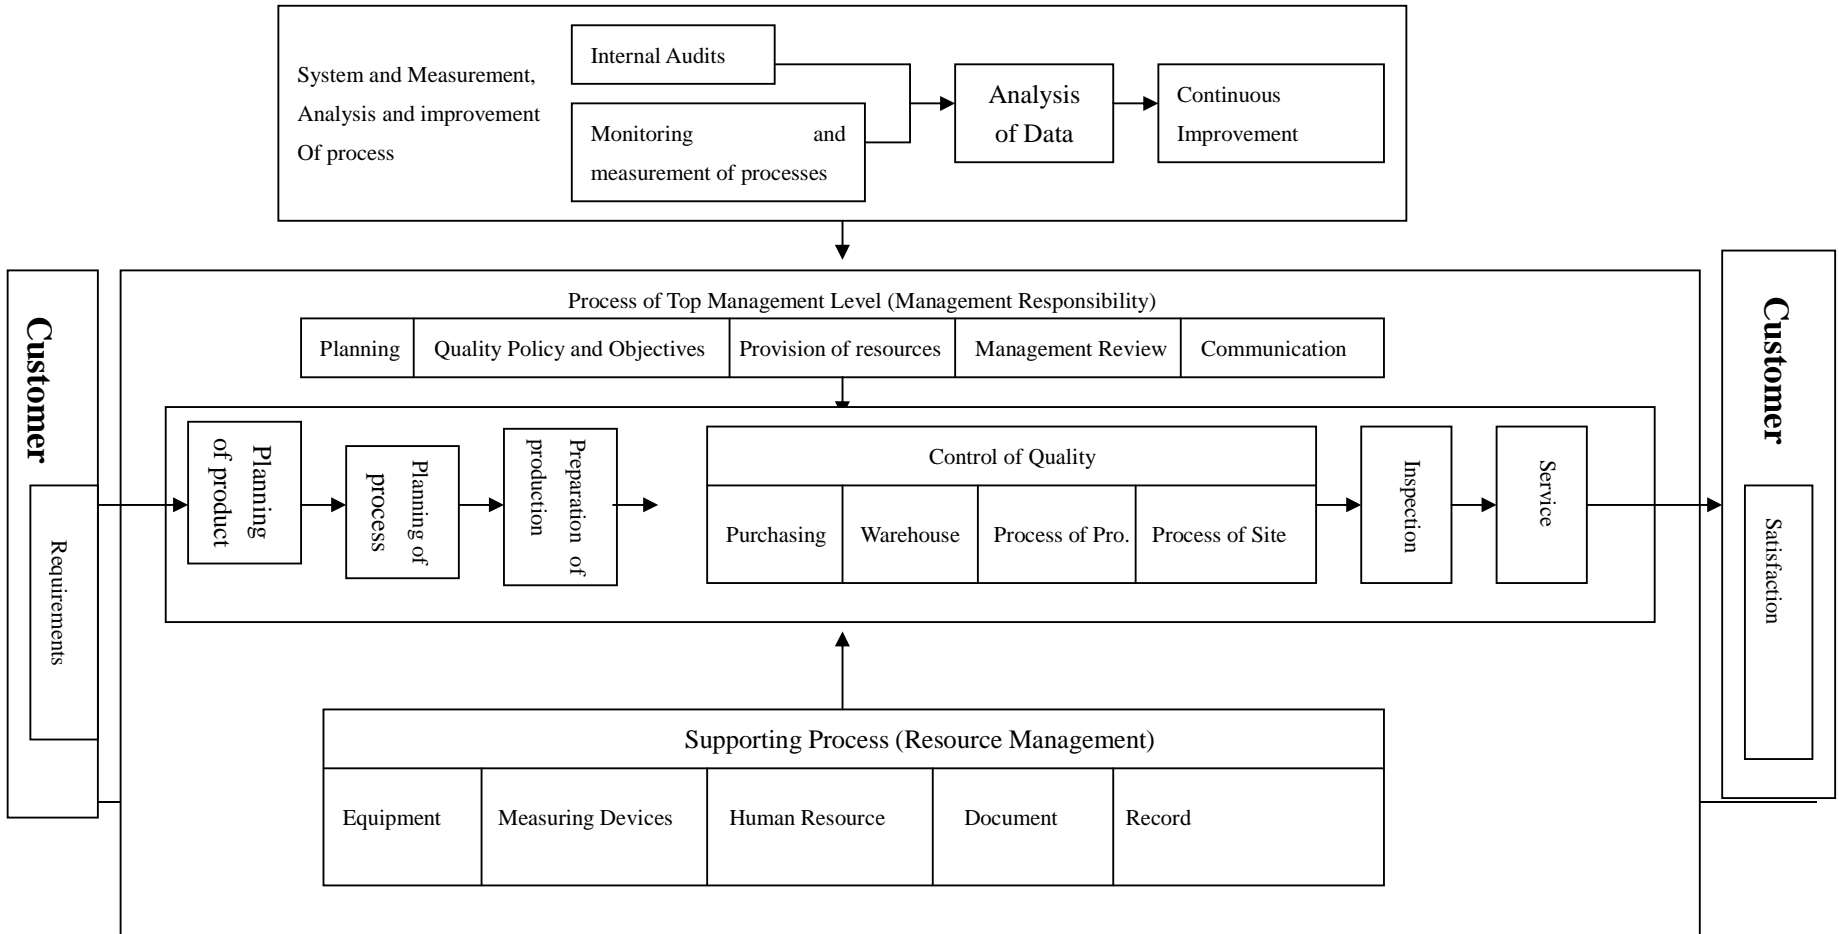 System and Measurement,
Analysis and improvement
Of process
Internal Audits
Monitoring and
measurement of processes
Analysis
of Data
Continuous
Improvement
Customer
Requirements
Process of Top Management Level (Management Responsibility)
Planning
Quality Policy and Objectives
Provision of resources
Management Review
Communication
Planning
of product
Planning of
process
Preparation of
production
Control of Quality
Purchasing
Warehouse
Process of Pro.
Process of Site
Inspection
Service
Customer
Satisfaction
Supporting Process (Resource Management)
Equipment
Measuring Devices
Human Resource
Document
Record